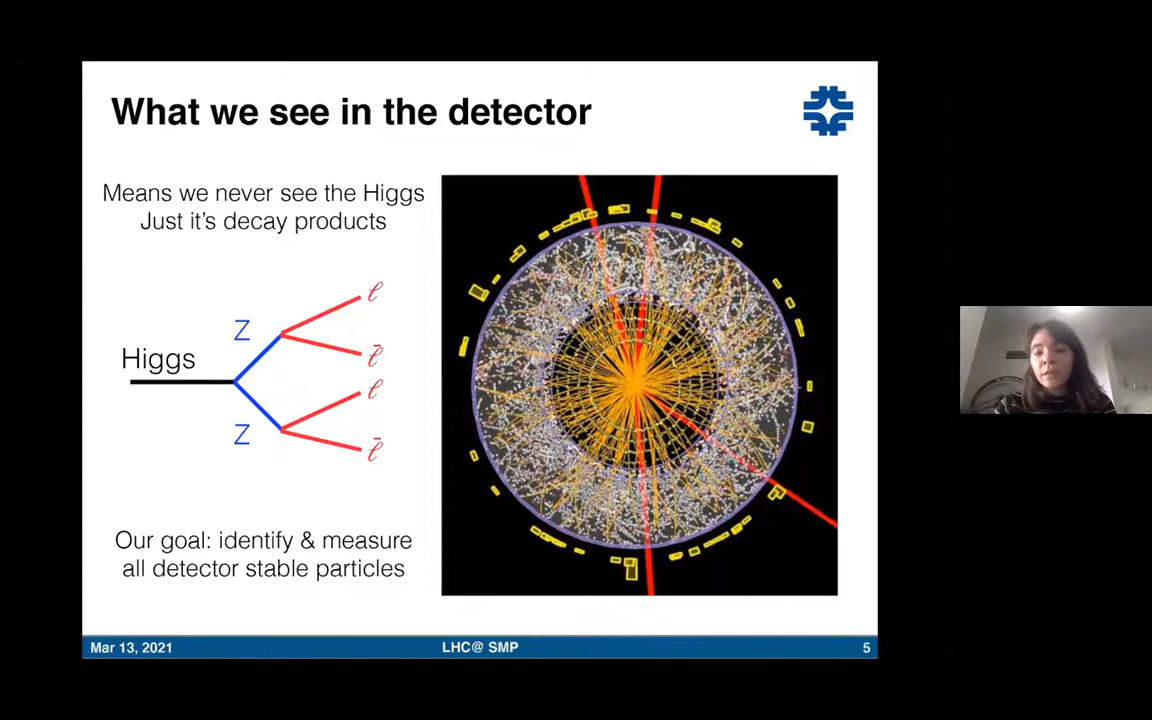 What we see in the detector
Means we never see the Higgs
Just it's decay products
Z
ℓ
ℓ̄
Higgs
ℓ
Z
ℓ̄
Our goal: identify & measure
all detector stable particles
Mar 13, 2021
LHC@ SMP
5